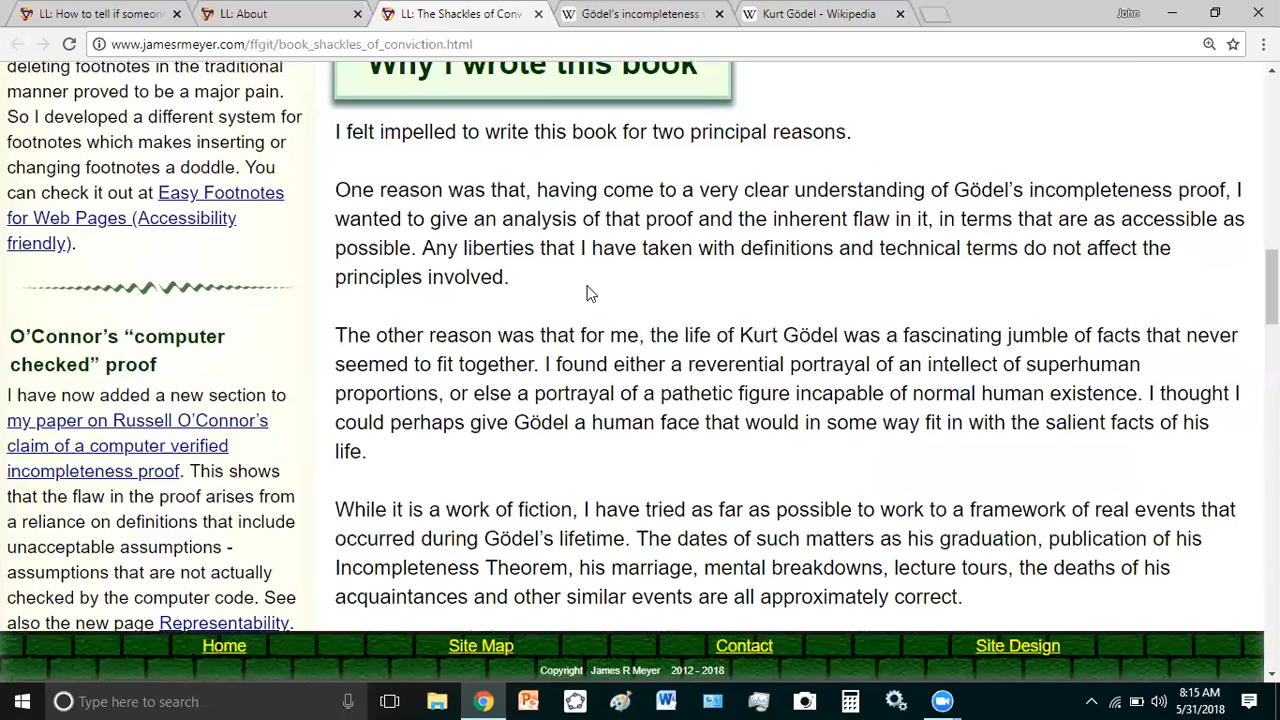 LL: How to tell if someon
LL: About
LL: The Shackles of Conv
Gödel's incompleteness
Kurt Gödel - Wikipedia
John
www.jamesrmeyer.com/ffgit/book_shackles_of_conviction.html
deleting footnotes in the traditional
manner proved to be a major pain.
So I developed a different system for
footnotes which makes inserting or
changing footnotes a doddle. You
can check it out at Easy Footnotes
for Web Pages (Accessibility
friendly).
O'Connor's “computer
checked” proof
I have now added a new section to
my paper on Russell O'Connor's
claim of a computer verified
incompleteness proof. This shows
that the flaw in the proof arises from
a reliance on definitions that include
unacceptable assumptions -
assumptions that are not actually
checked by the computer code. See
also the new page Representability.
Why I wrote this book
I felt impelled to write this book for two principal reasons.
One reason was that, having come to a very clear understanding of Gödel's incompleteness proof, I
wanted to give an analysis of that proof and the inherent flaw in it, in terms that are as accessible as
possible. Any liberties that I have taken with definitions and technical terms do not affect the
principles involved.
The other reason was that for me, the life of Kurt Gödel was a fascinating jumble of facts that never
seemed to fit together. I found either a reverential portrayal of an intellect of superhuman
proportions, or else a portrayal of a pathetic figure incapable of normal human existence. I thought I
could perhaps give Gödel a human face that would in some way fit in with the salient facts of his
life.
While it is a work of fiction, I have tried as far as possible to work to a framework of real events that
occurred during Gödel's lifetime. The dates of such matters as his graduation, publication of his
Incompleteness Theorem, his marriage, mental breakdowns, lecture tours, the deaths of his
acquaintances and other similar events are all approximately correct.
Home
Site Map
Contact
Site Design
Copyright James R Meyer 2012 - 2018
Type here to search
8:15 AM
5/31/2018